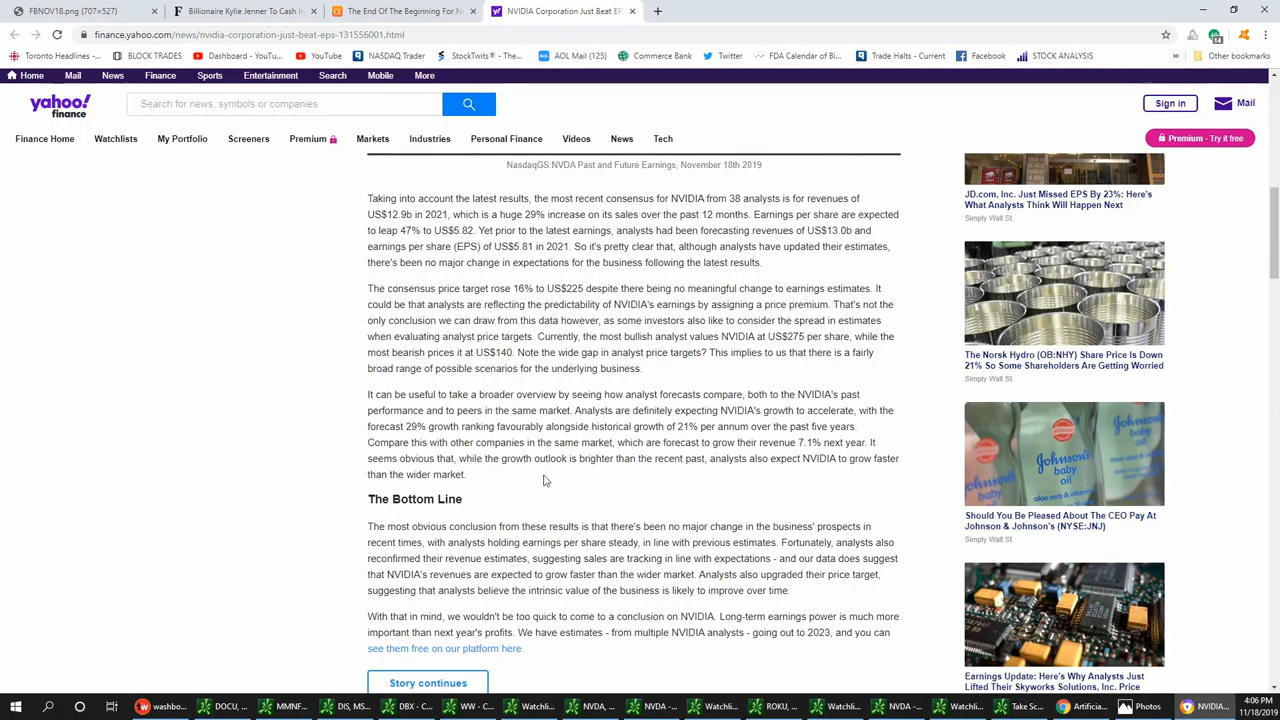 FBNOV18.png (707×527)
Billionaire Kylie Jenner To Cash In
The End Of The Beginning For Ne
NVIDIA Corporation Just Beat EP
finance.yahoo.com/news/nvidia-corporation-just-beat-eps-131556001.html
Toronto Headlines -...
BLOCK TRADES
Dashboard - YouTu...
YouTube
NASDAQ Trader
StockTwits® - The...
AOL Mail (125)
Commerce Bank
Twitter
FDA Calendar of Bi...
Trade Halts - Current
Facebook
STOCK ANALYSIS
»
Other bookmarks
Home Mail News Finance Sports Entertainment Search Mobile More
yahoo!
finance
Search for news, symbols or companies
Sign in
Mail
Finance Home Watchlists My Portfolio Screeners Premium Markets Industries Personal Finance Videos News Tech
Premium - Try it free
NasdaqGS:NVDA Past and Future Earnings, November 18th 2019
Taking into account the latest results, the most recent consensus for NVIDIA from 38 analysts is for revenues of
US$12.9b in 2021, which is a huge 29% increase on its sales over the past 12 months. Earnings per share are expected
to leap 47% to US$5.82. Yet prior to the latest earnings, analysts had been forecasting revenues of US$13.0b and
earnings per share (EPS) of US$5.81 in 2021. So it's pretty clear that, although analysts have updated their estimates,
there's been no major change in expectations for the business following the latest results.
The consensus price target rose 16% to US$225 despite there being no meaningful change to earnings estimates. It
could be that analysts are reflecting the predictability of NVIDIA's earnings by assigning a price premium. That's not the
only conclusion we can draw from this data however, as some investors also like to consider the spread in estimates
when evaluating analyst price targets. Currently, the most bullish analyst values NVIDIA at US$275 per share, while the
most bearish prices it at US$140. Note the wide gap in analyst price targets? This implies to us that there is a fairly
broad range of possible scenarios for the underlying business.
It can be useful to take a broader overview by seeing how analyst forecasts compare, both to the NVIDIA's past
performance and to peers in the same market. Analysts are definitely expecting NVIDIA's growth to accelerate, with the
forecast 29% growth ranking favourably alongside historical growth of 21% per annum over the past five years.
Compare this with other companies in the same market, which are forecast to grow their revenue 7.1% next year. It
seems obvious that, while the growth outlook is brighter than the recent past, analysts also expect NVIDIA to grow faster
than the wider market.
The Bottom Line
The most obvious conclusion from these results is that there's been no major change in the business' prospects in
recent times, with analysts holding earnings per share steady, in line with previous estimates. Fortunately, analysts also
reconfirmed their revenue estimates, suggesting sales are tracking in line with expectations - and our data does suggest
that NVIDIA's revenues are expected to grow faster than the wider market. Analysts also upgraded their price target,
suggesting that analysts believe the intrinsic value of the business is likely to improve over time.
With that in mind, we wouldn't be too quick to come to a conclusion on NVIDIA. Long-term earnings power is much more
important than next year's profits. We have estimates - from multiple NVIDIA analysts - going out to 2023, and you can
see them free on our platform here.
Story continues
JD.com, Inc. Just Missed EPS By 23%: Here's
What Analysts Think Will Happen Next
Simply Wall St.
The Norsk Hydro (OB:NHY) Share Price Is Down
21% So Some Shareholders Are Getting Worried
Simply Wall St.
Johnson's
baby
oil
aloe vera & vitamin
Should You Be Pleased About The CEO Pay At
Johnson & Johnson's (NYSE:JNJ)
Simply Wall St.
Earnings Update: Here's Why Analysts Just
Lifted Their Skyworks Solutions, Inc. Price
washbo...
DOCU, ...
MMNF...
DIS, MS...
DBX - C...
WW - C...
Watchli...
NVDA, ...
NVDA - ...
Watchli...
ROKU, ...
Watchli...
NVDA - ...
Watchli...
Take Sc...
Artificia...
Photos
NVIDIA...
4:06 PM
11/18/2019